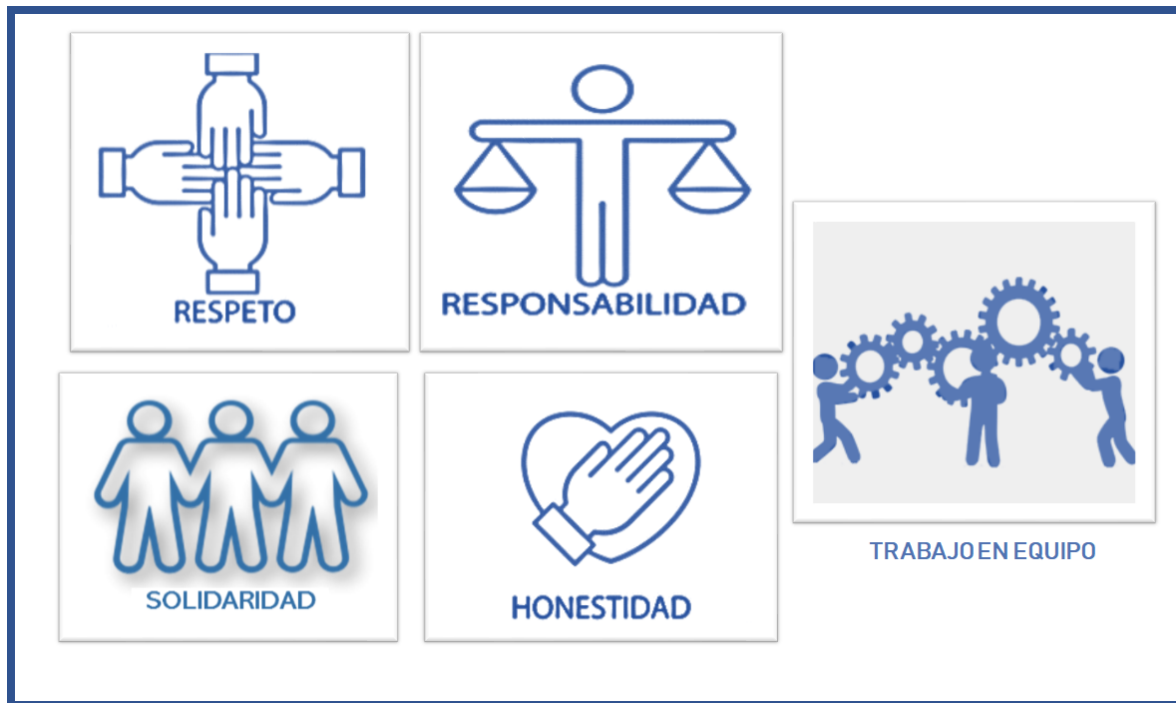 RESPETO
RESPONSABILIDAD
SOLIDARIDAD
HONESTIDAD
TRABAJO EN EQUIPO